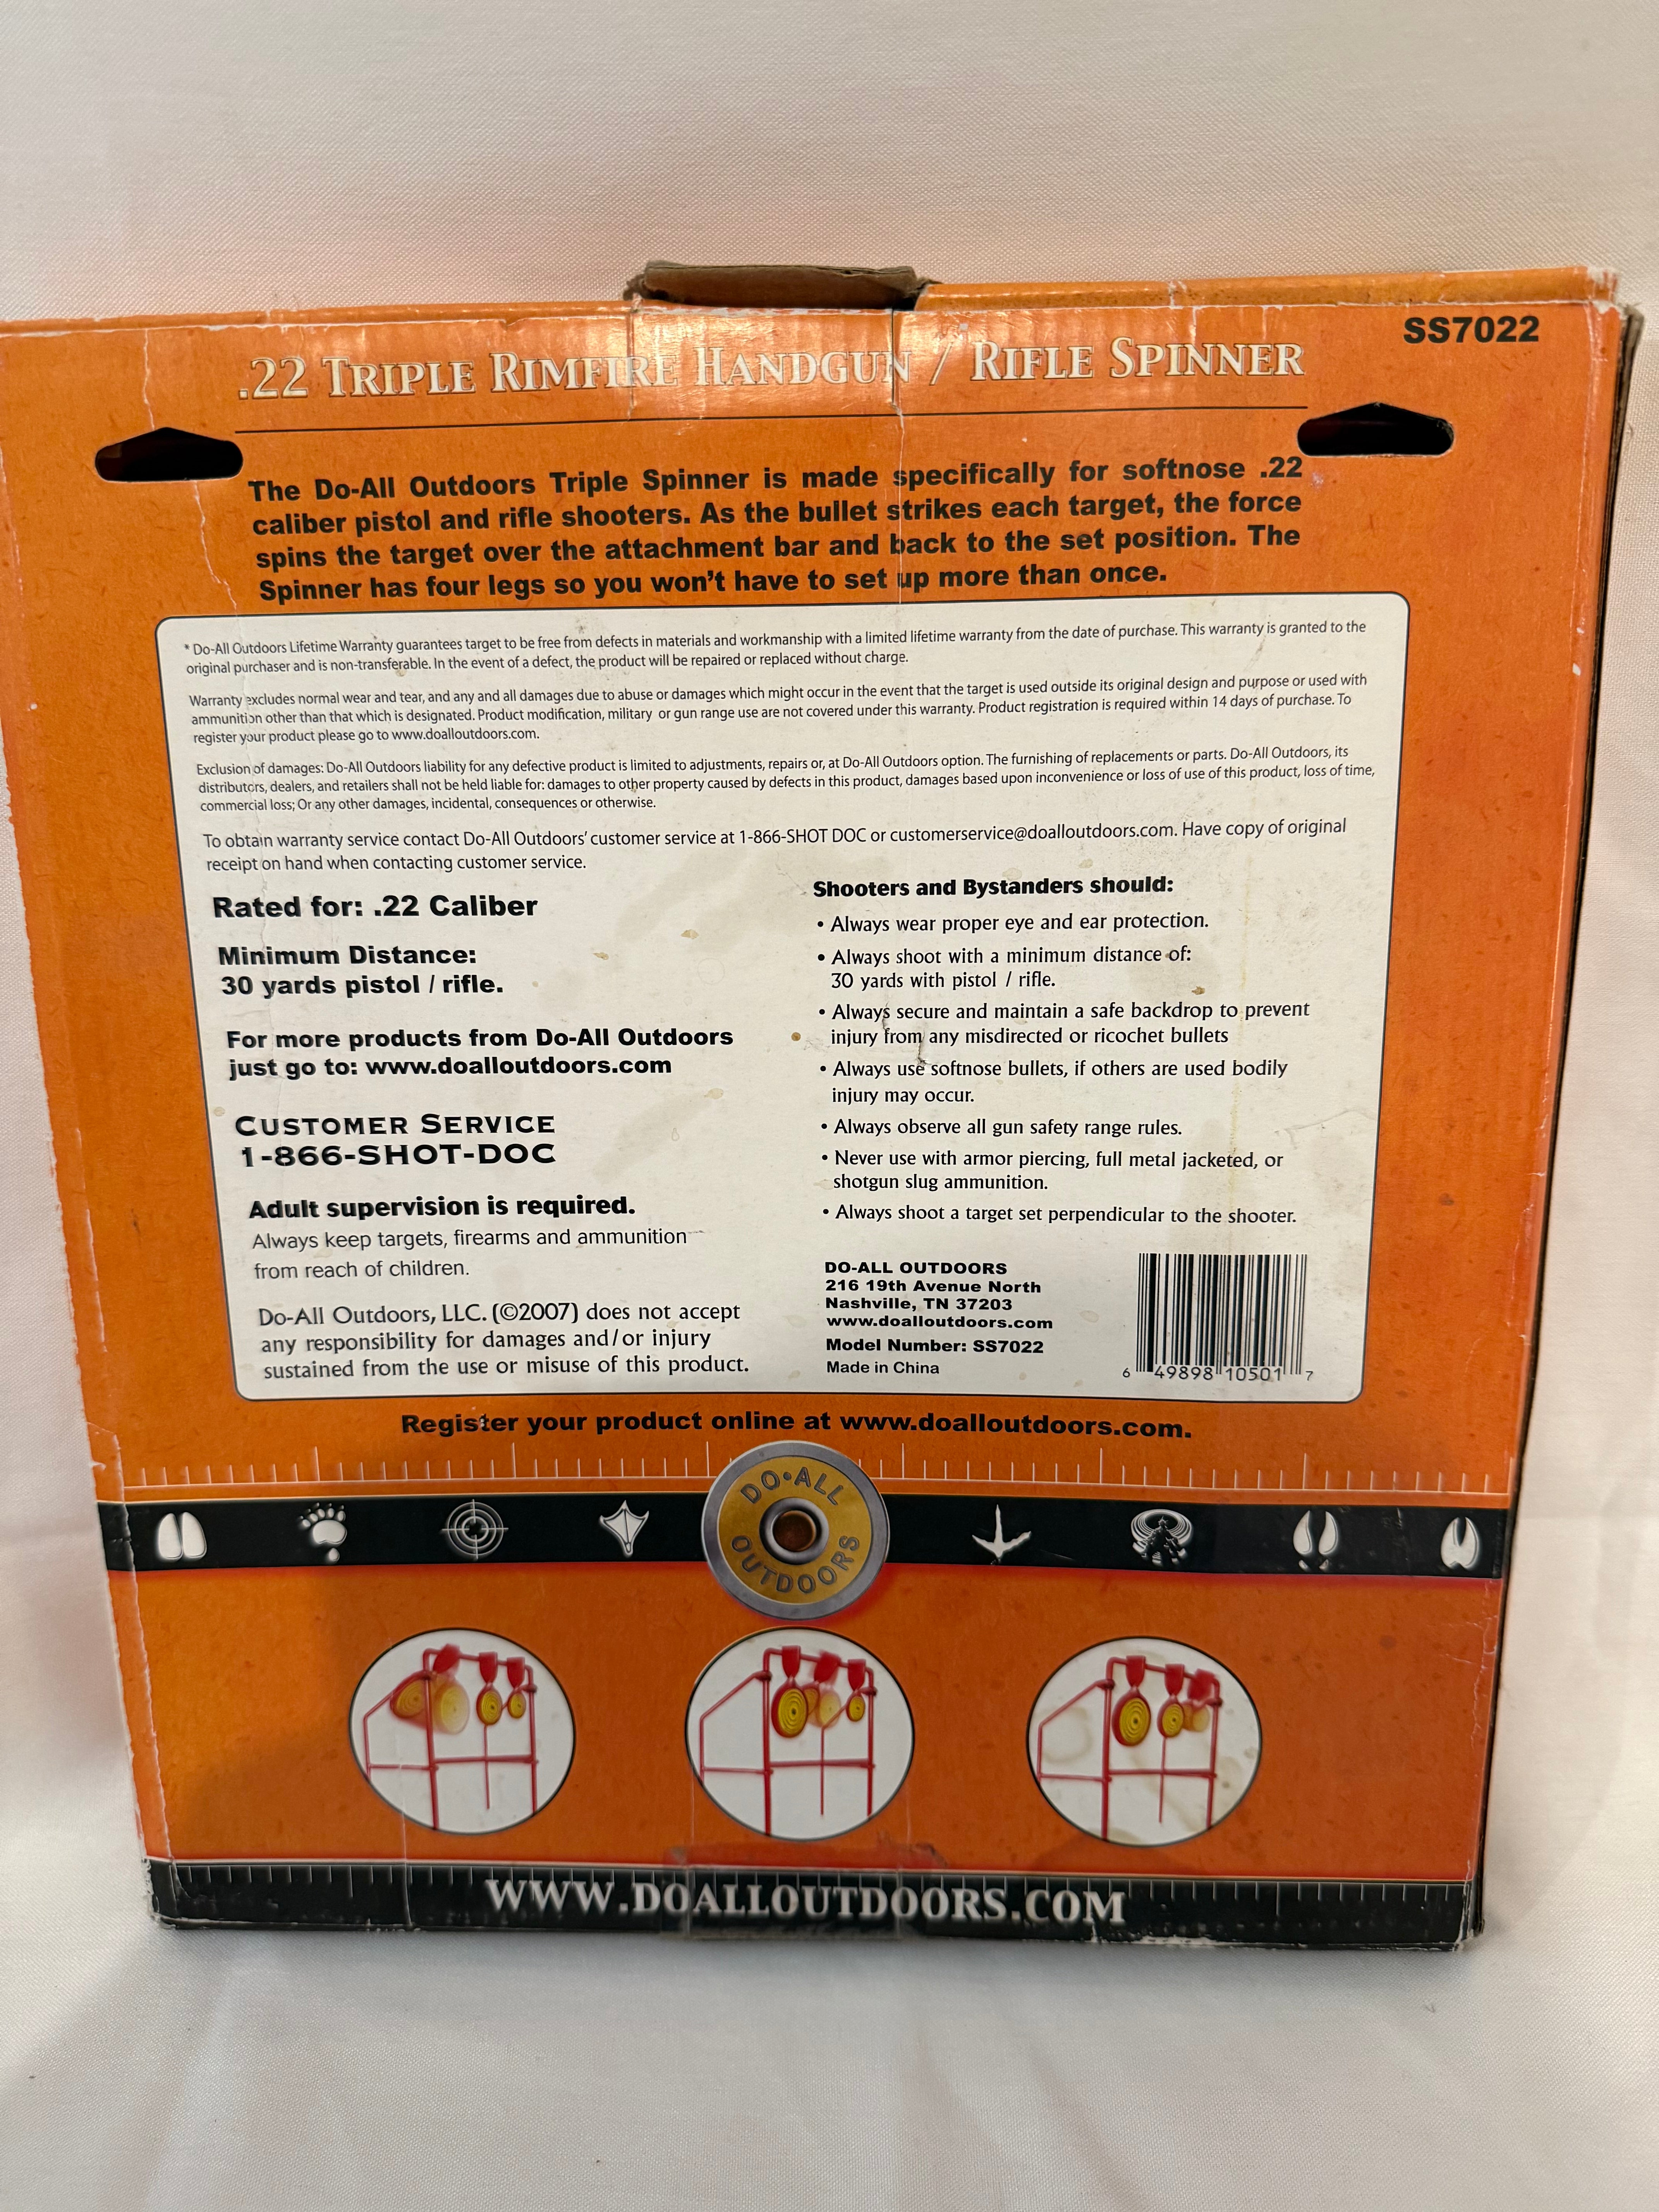 SS7022
.22 Triple Rimfire Handgun / Rifle Spinner
The Do-All Outdoors Triple Spinner is made specifically for softnose .22
caliber pistol and rifle shooters. As the bullet strikes each target, the force
spins the target over the attachment bar and back to the set position. The
Spinner has four legs so you won't have to set up more than once.
* Do-All Outdoors Lifetime Warranty guarantees target to be free from defects in materials and workmanship with a limited lifetime warranty from the date of purchase. This warranty is granted to the
original purchaser and is non-transferable. In the event of a defect, the product will be repaired or replaced without charge.
Warranty excludes normal wear and tear, and any and all damages due to abuse or damages which might occur in the event that the target is used outside its original design and purpose or used with
ammunition other than that which is designated. Product modification, military or gun range use are not covered under this warranty. Product registration is required within 14 days of purchase. To
register your product please go to www.doalloutdoors.com.
Exclusion of damages: Do-All Outdoors liability for any defective product is limited to adjustments, repairs or, at Do-All Outdoors option. The furnishing of replacements or parts. Do-All Outdoors, its
distributors, dealers, and retailers shall not be held liable for: damages to other property caused by defects in this product, damages based upon inconvenience or loss of use of this product, loss of time,
commercial loss; Or any other damages, incidental, consequences or otherwise.
To obtain warranty service contact Do-All Outdoors' customer service at 1-866-SHOT DOC or customerservice@doalloutdoors.com. Have copy of original
receipt on hand when contacting customer service.
Rated for: .22 Caliber
Minimum Distance:
30 yards pistol / rifle.
For more products from Do-All Outdoors
just go to: www.doalloutdoors.com
Customer Service
1-866-SHOT-DOC
Adult supervision is required.
Always keep targets, firearms and ammunition
from reach of children.
Do-All Outdoors, LLC. (©2007) does not accept
any responsibility for damages and/or injury
sustained from the use or misuse of this product.
Shooters and Bystanders should:
• Always wear proper eye and ear protection.
• Always shoot with a minimum distance of:
30 yards with pistol / rifle.
• Always secure and maintain a safe backdrop to prevent
injury from any misdirected or ricochet bullets
• Always use softnose bullets, if others are used bodily
injury may occur.
• Always observe all gun safety range rules.
• Never use with armor piercing, full metal jacketed, or
shotgun slug ammunition.
• Always shoot a target set perpendicular to the shooter.
DO-ALL OUTDOORS
216 19th Avenue North
Nashville, TN 37203
www.doalloutdoors.com
Model Number: SS7022
Made in China
6 49898 10501 7
Register your product online at www.doalloutdoors.com.
DO•ALL
OUTDOORS
WWW.DOALLOUTDOORS.COM